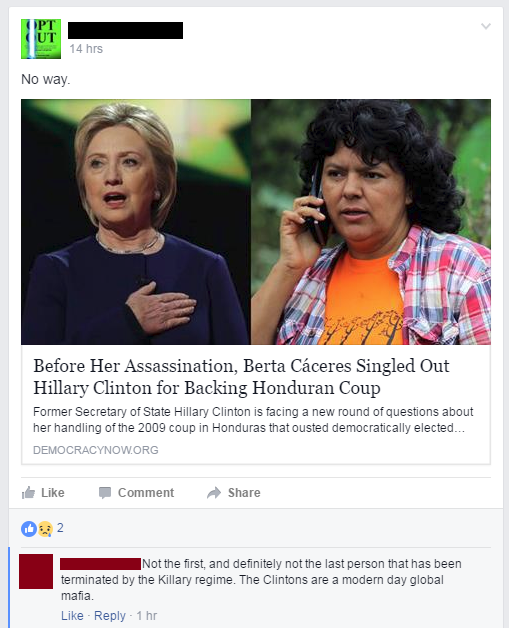 OPT
OUT
14 hrs
No way.
Before Her Assassination, Berta Cáceres Singled Out
Hillary Clinton for Backing Honduran Coup
Former Secretary of State Hillary Clinton is facing a new round of questions about
her handling of the 2009 coup in Honduras that ousted democratically elected...
DEMOCRACYNOW.ORG
Like Comment Share
2
Not the first, and definitely not the last person that has been
terminated by the Killary regime. The Clintons are a modern day global
mafia.
Like · Reply · 1 hr